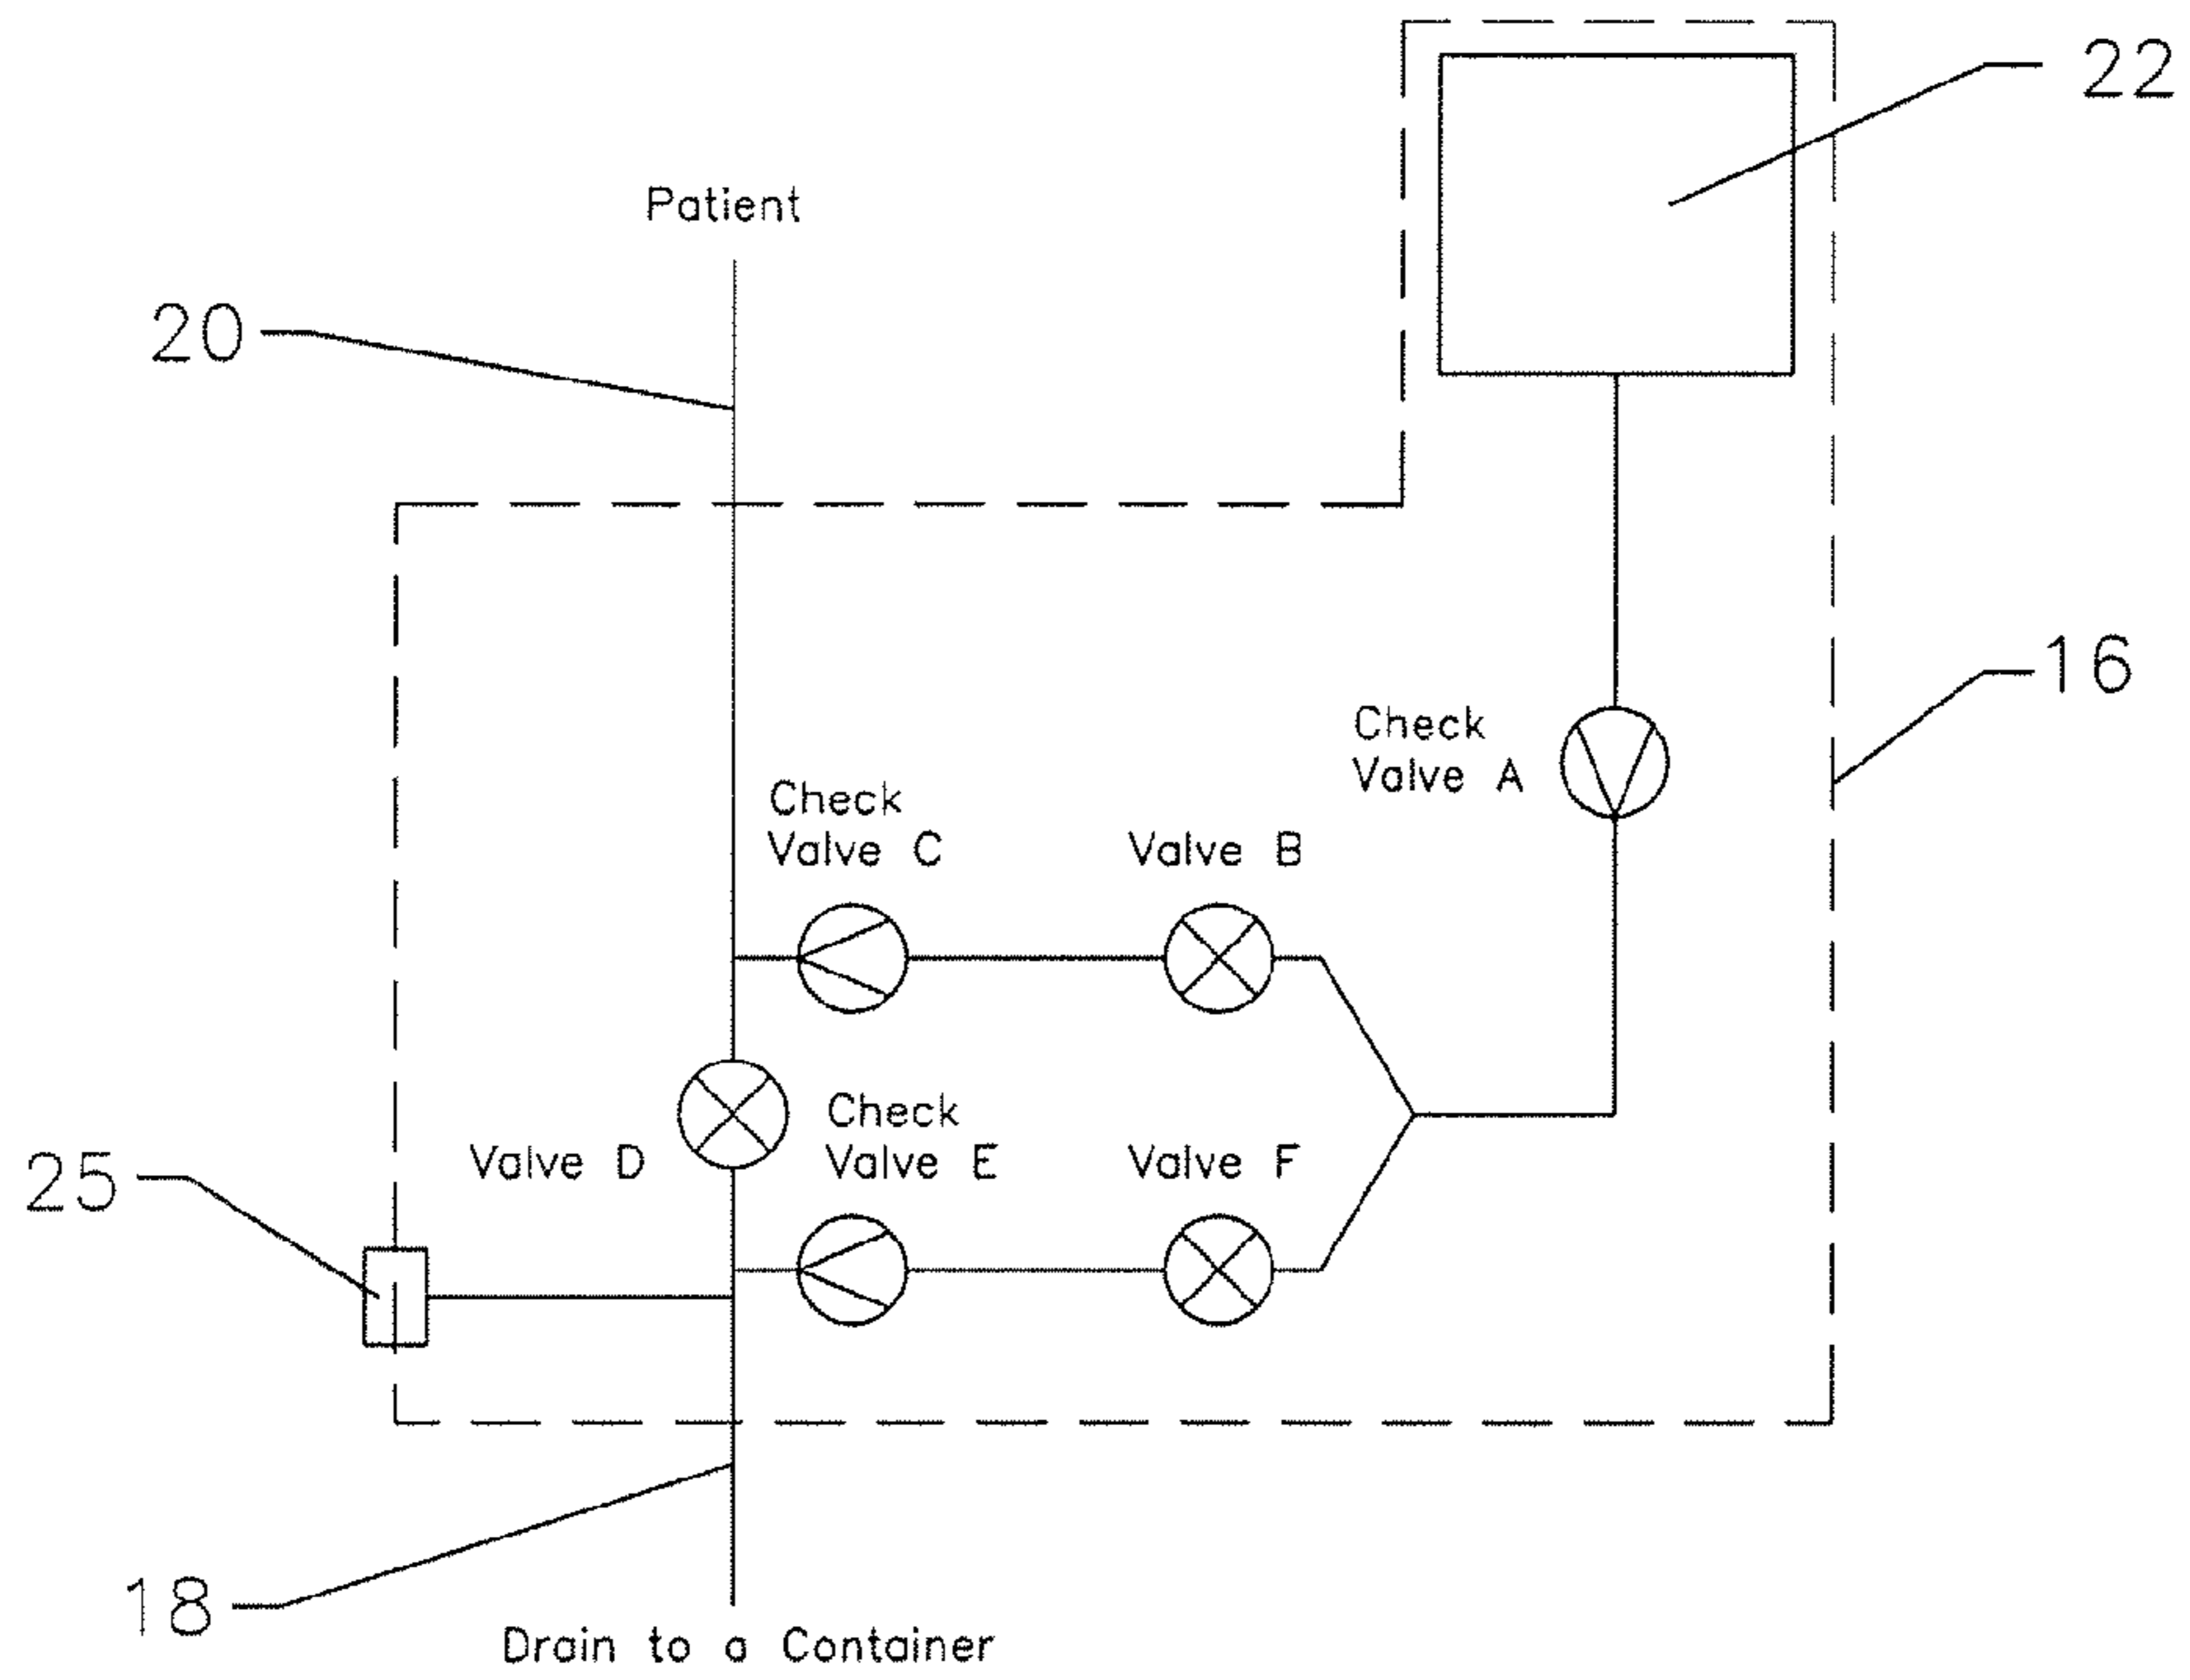 22
Patient
20
16
Check
Valve A
Check
Valve C
Valve B
Check
Valve E
Valve D
Valve F
25
18
Drain to a Container